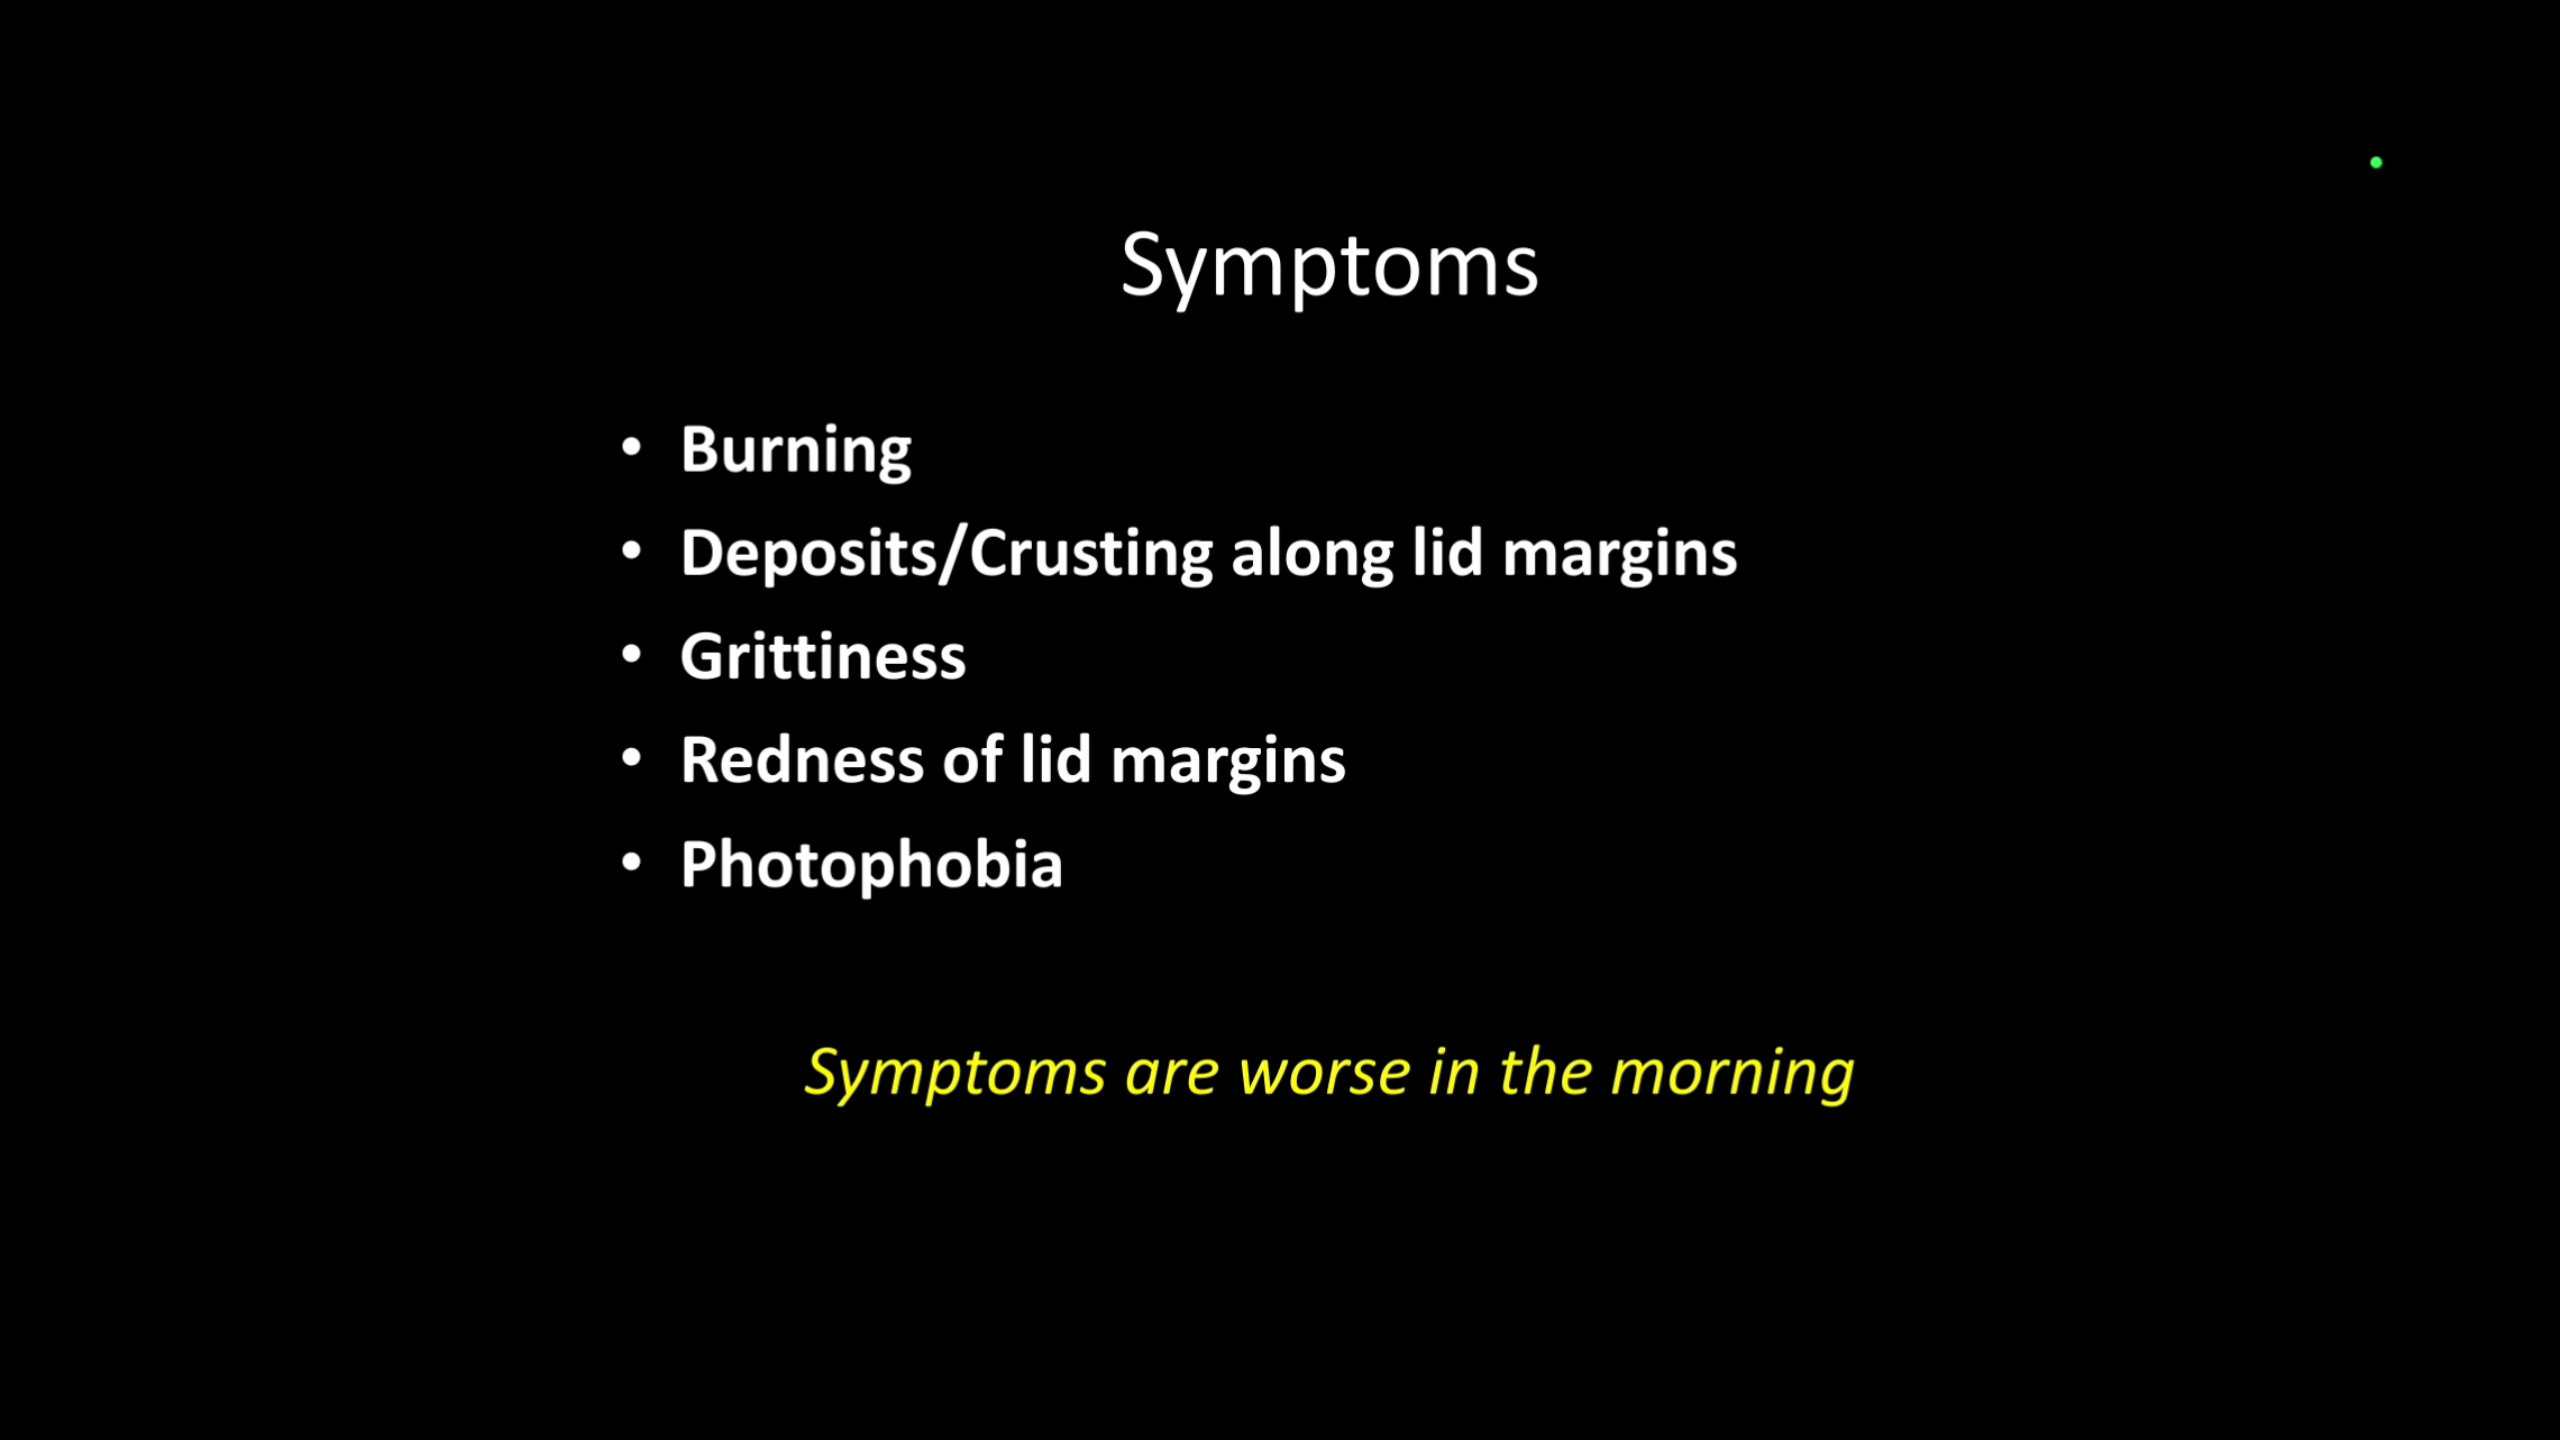 Symptoms
• Burning
• Deposits/Crusting along lid margins
• Grittiness
• Redness of lid margins
• Photophobia
Symptoms are worse in the morning